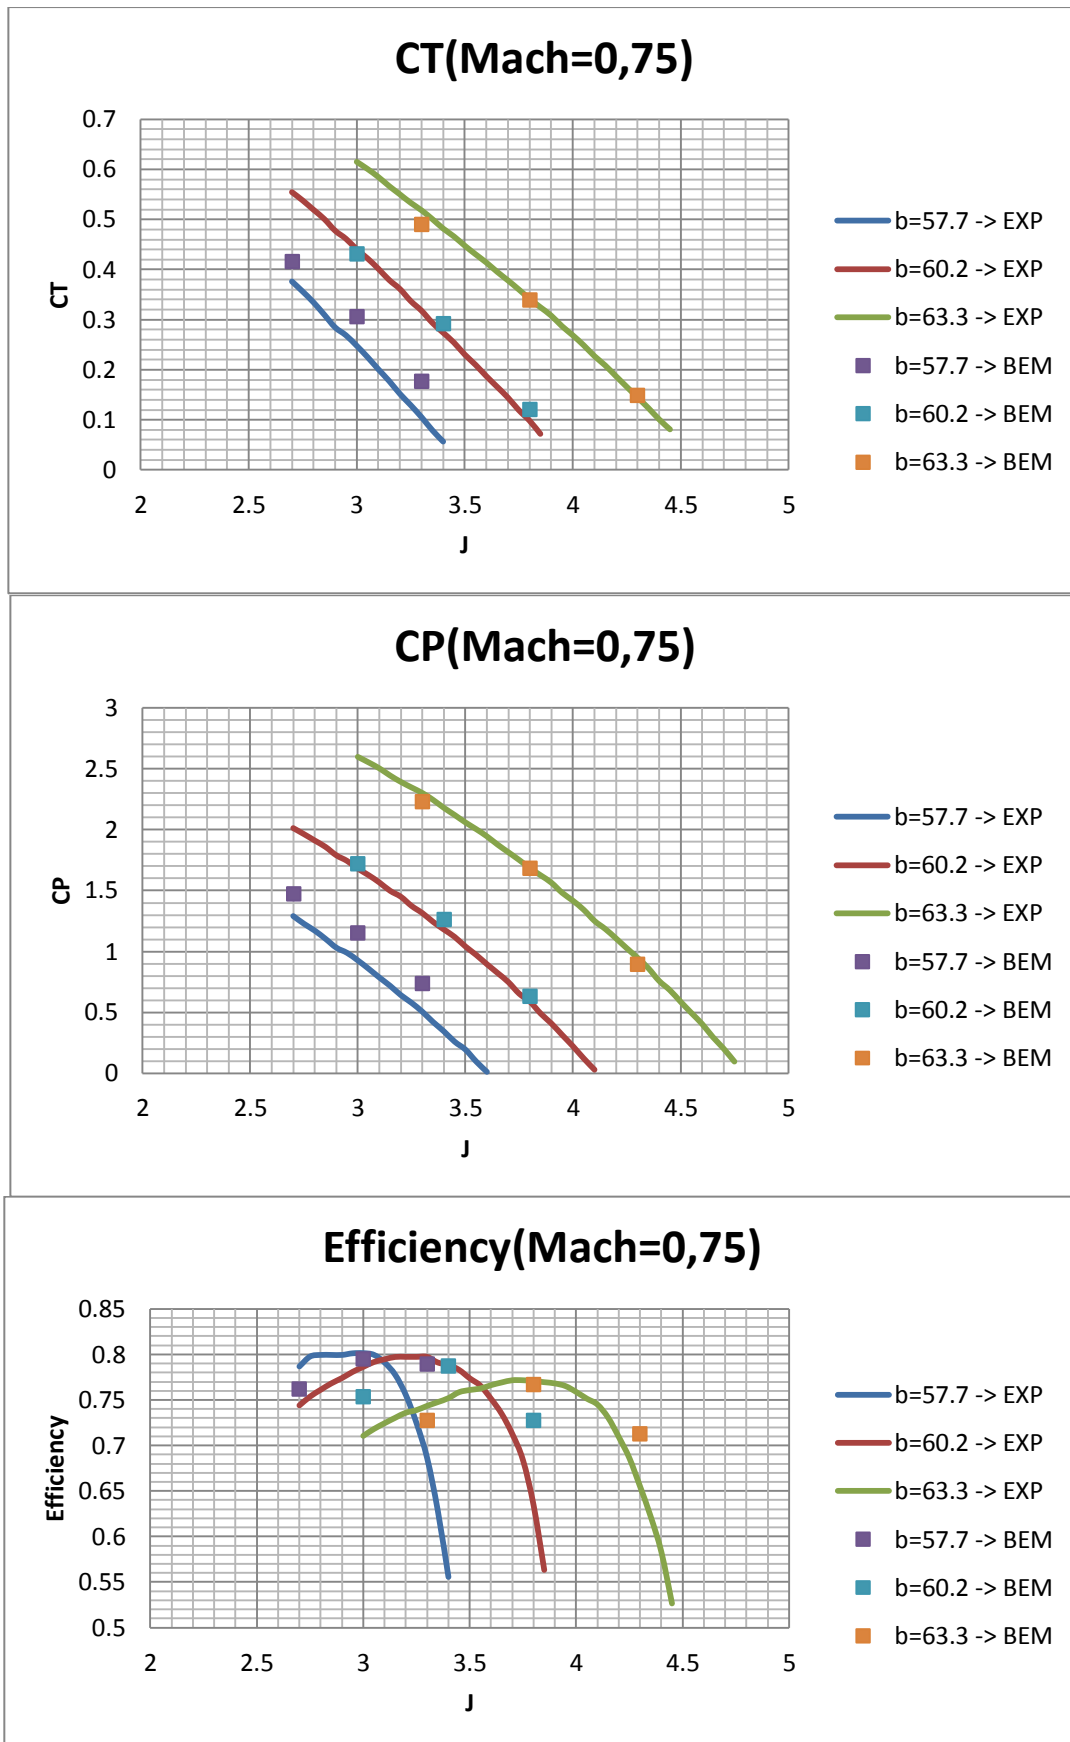 CT(Mach=0,75)
0.7
0.6
0.5
0.4
0.3
0.2
0.1
0
CT
2 2.5 3 3.5 4 4.5 5
J
b=57.7 -> EXP
b=60.2 -> EXP
b=63.3 -> EXP
b=57.7 -> BEM
b=60.2 -> BEM
b=63.3 -> BEM
CP(Mach=0,75)
3
2.5
2
1.5
1
0.5
0
CP
2 2.5 3 3.5 4 4.5 5
J
b=57.7 -> EXP
b=60.2 -> EXP
b=63.3 -> EXP
b=57.7 -> BEM
b=60.2 -> BEM
b=63.3 -> BEM
Efficiency(Mach=0,75)
0.85
0.8
0.75
0.7
0.65
0.6
0.55
0.5
Efficiency
2 2.5 3 3.5 4 4.5 5
J
b=57.7 -> EXP
b=60.2 -> EXP
b=63.3 -> EXP
b=57.7 -> BEM
b=60.2 -> BEM
b=63.3 -> BEM